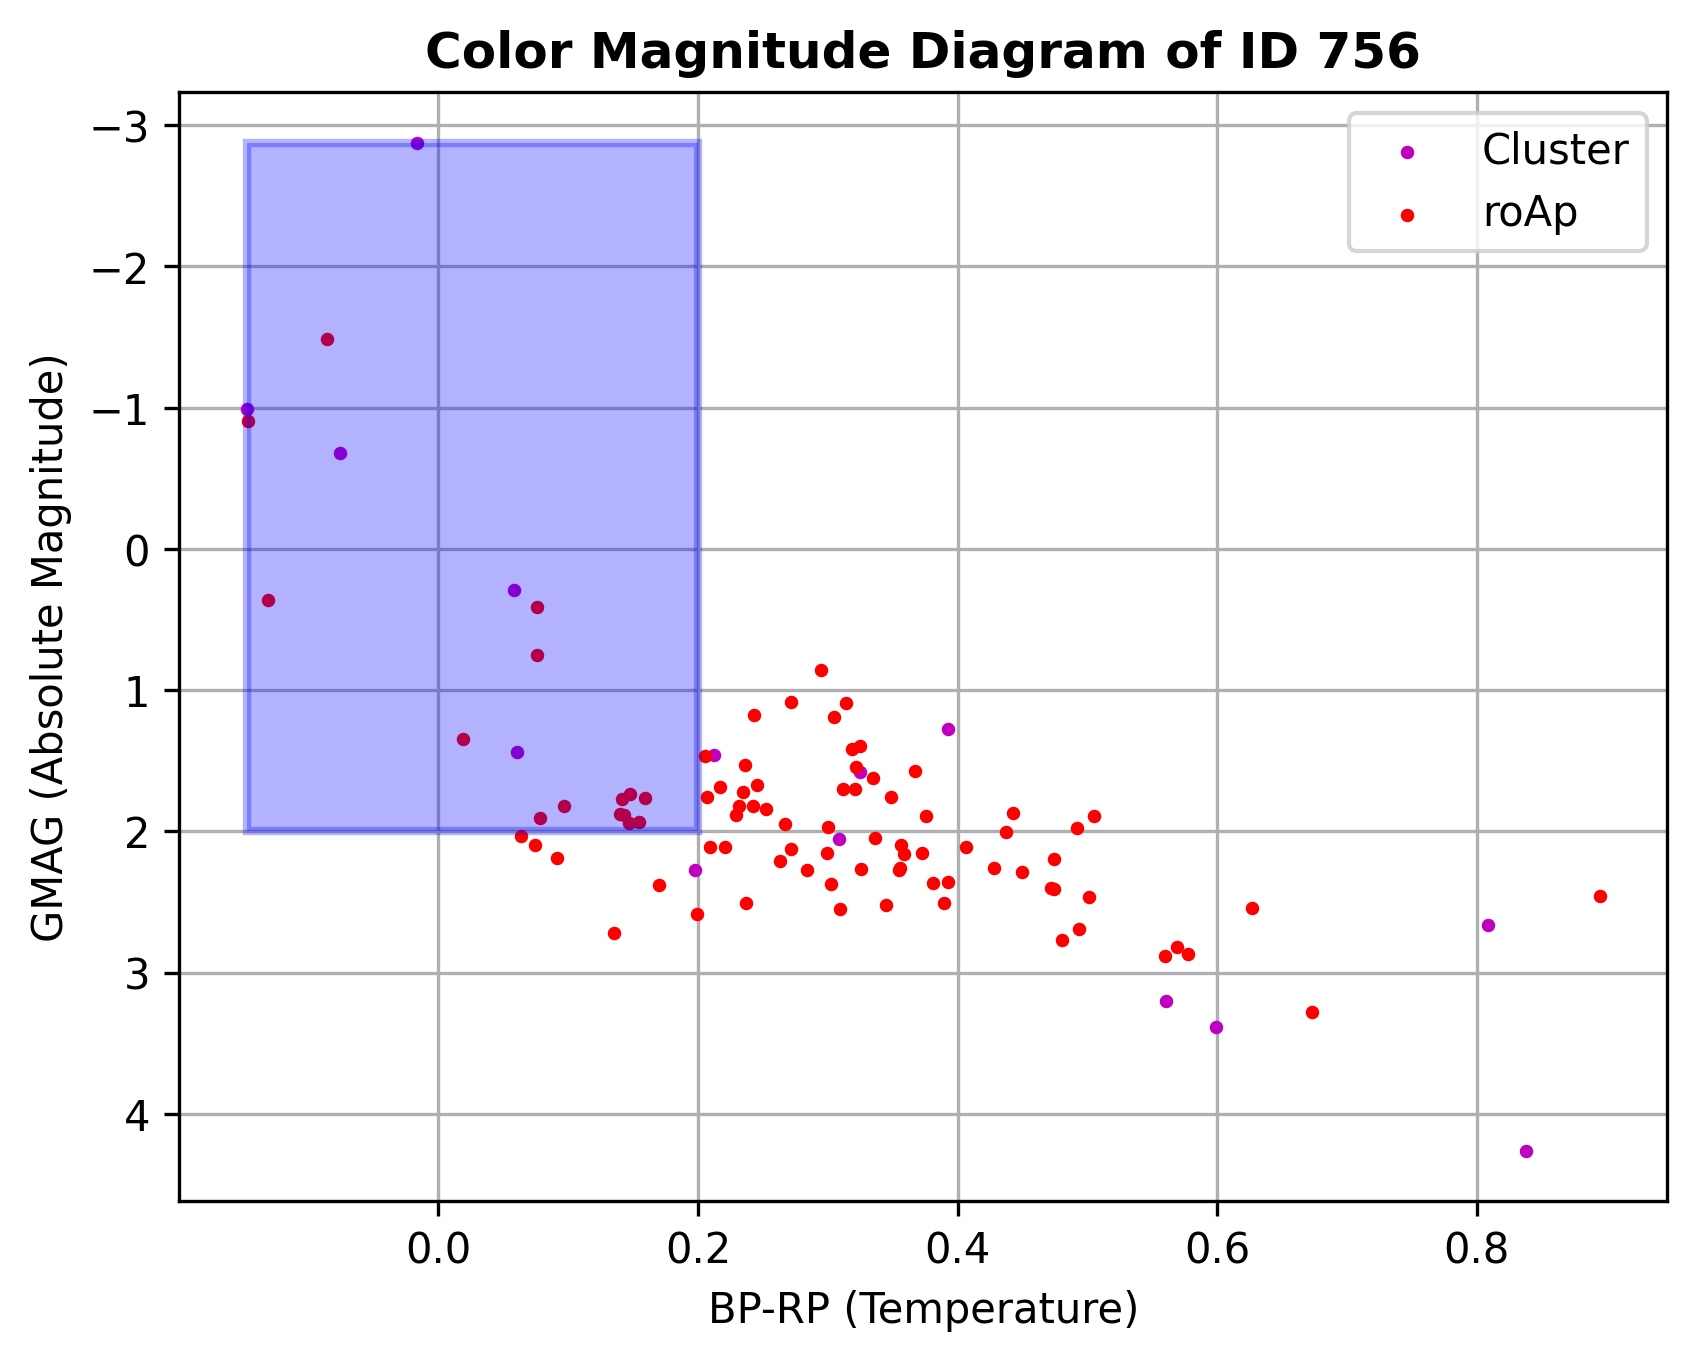 Color Magnitude Diagram of ID 756
Cluster
roAp
GMAG (Absolute Magnitude)
−3
−2
−1
0
1
2
3
4
0.0 0.2 0.4 0.6 0.8
BP-RP (Temperature)